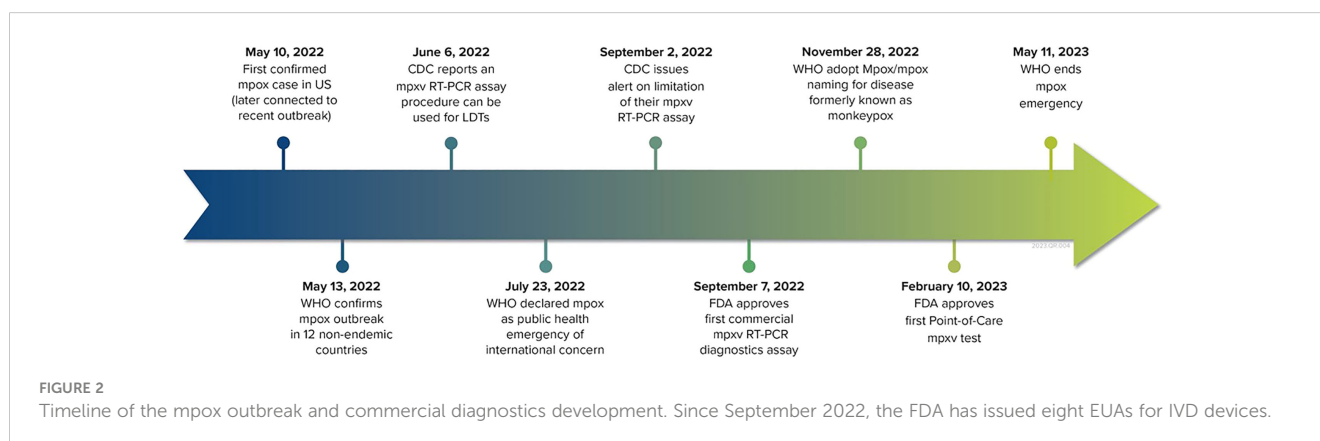 May 10, 2022
First confirmed
mpox case in US
(later connected to
recent outbreak)
June 6, 2022
CDC reports an
mpxv RT-PCR assay
procedure can be
used for LDTs
September 2, 2022
CDC issues
alert on limitation
of their mpxv
RT-PCR assay
November 28, 2022
WHO adopt Mpox/mpox
naming for disease
formerly known as
monkeypox
May 11, 2023
WHO ends
mpox
emergency
2023.GR.004
May 13, 2022
WHO confirms
mpox outbreak
in 12 non-endemic
countries
July 23, 2022
WHO declared mpox
as public health
emergency of
international concern
September 7, 2022
FDA approves
first commercial
mpxv RT-PCR
diagnostics assay
February 10, 2023
FDA approves
first Point-of-Care
mpxv test
FIGURE 2
Timeline of the mpox outbreak and commercial diagnostics development. Since September 2022, the FDA has issued eight EUAs for IVD devices.